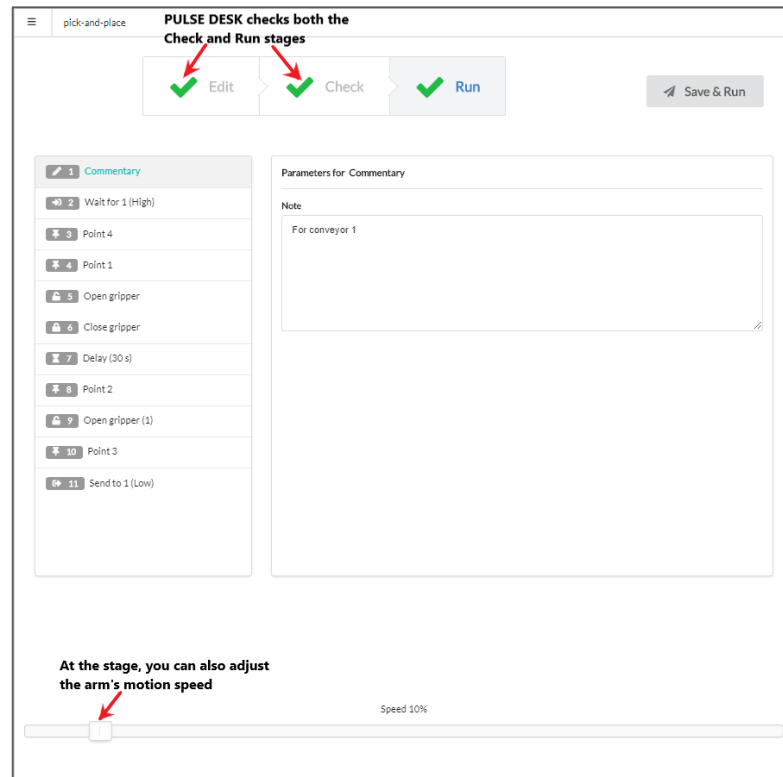 pick-and-place
PULSE DESK checks both the
Check and Run stages
Edit
Check
Run
Save & Run
1 Commentary
2 Wait for 1 (High)
3 Point 4
4 Point 1
5 Open gripper
6 Close gripper
7 Delay (30 s)
8 Point 2
9 Open gripper (1)
10 Point 3
11 Send to 1 (Low)
Parameters for Commentary
Note
For conveyor 1
At the stage, you can also adjust
the arm's motion speed
Speed 10%